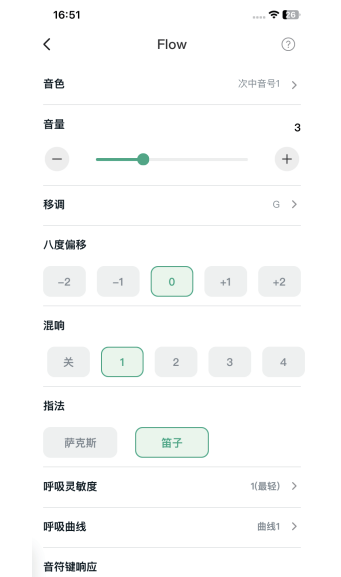 16:51
26
Flow
?
音色 次中音号1
音量 3
移调 G
八度偏移
-2 -1 0 +1 +2
混响
关 1 2 3 4
指法
萨克斯 笛子
呼吸灵敏度 1(最轻)
呼吸曲线 曲线1
音符键响应